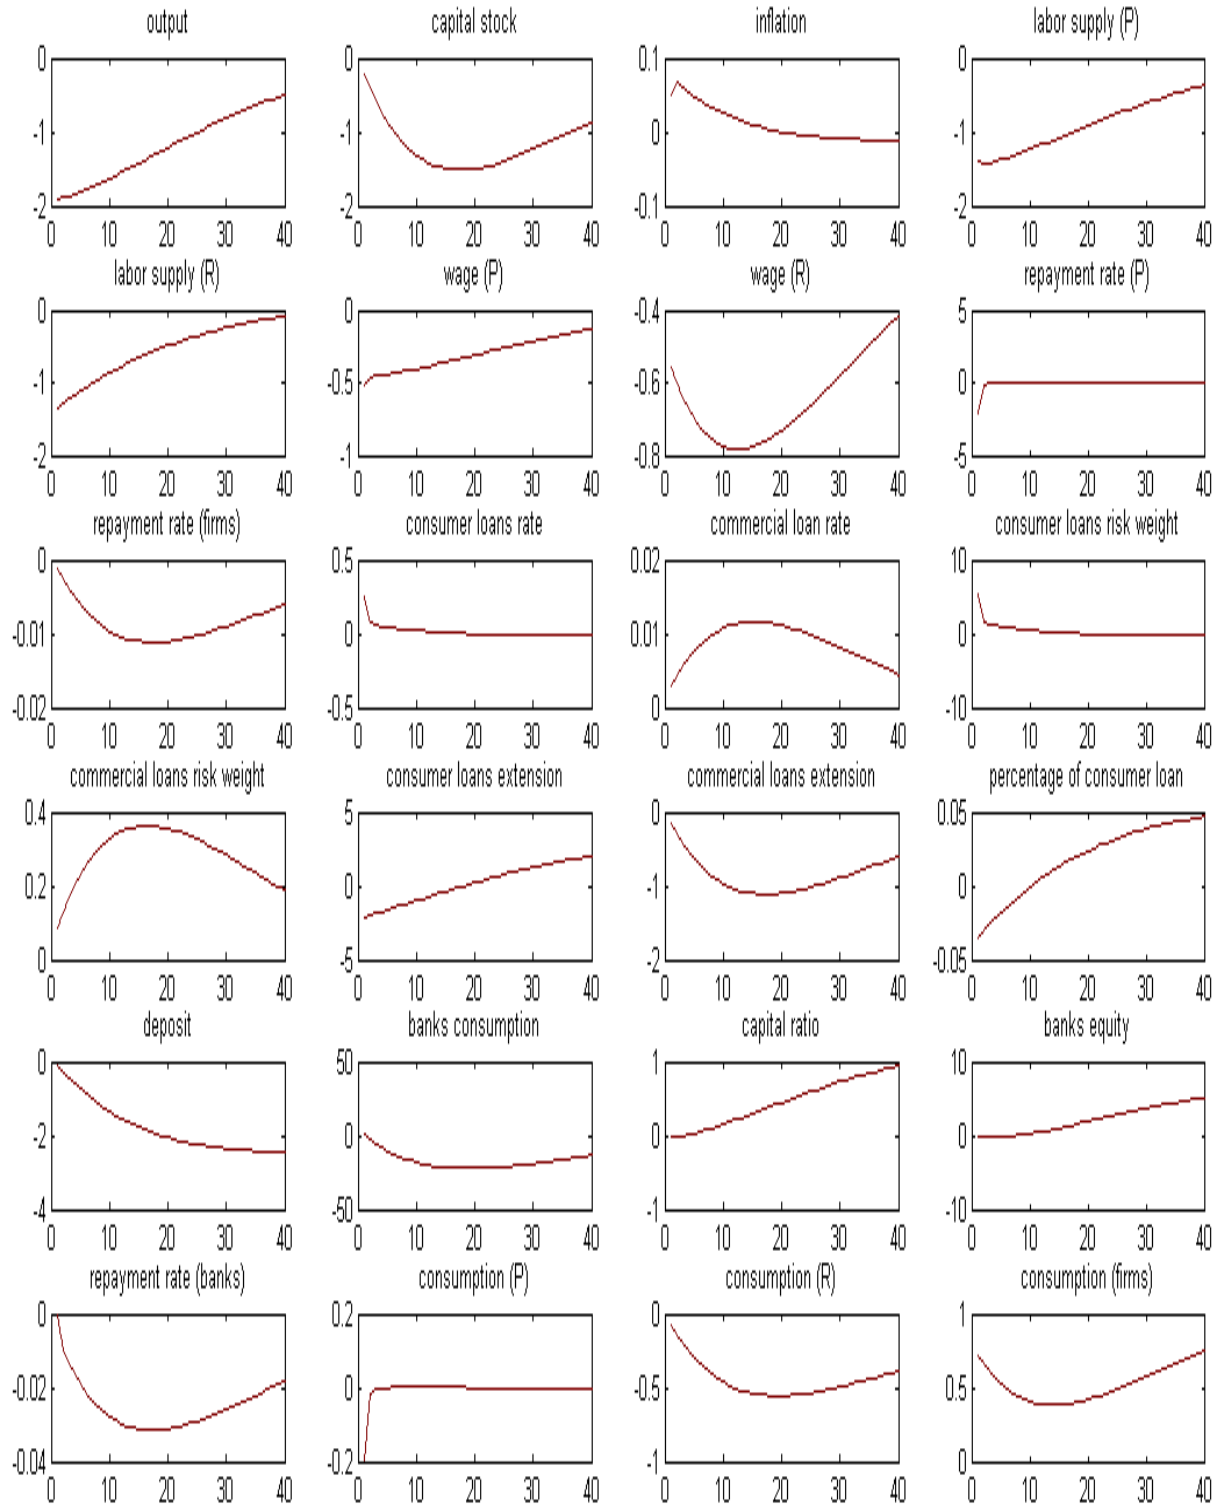 output capital stock inflation labor supply (P)
0 0 0.1 0
-1 -1 0 -1
-2 -2 -0.1 -2
0 10 20 30 40 0 10 20 30 40 0 10 20 30 40 0 10 20 30 40
labor supply (R) wage (P) wage (R) repayment rate (P)
0 0 -0.4 5
-1 -0.5 -0.6 0
-2 -1 -0.8 -5
0 10 20 30 40 0 10 20 30 40 0 10 20 30 40 0 10 20 30 40
repayment rate (firms) consumer loans rate commercial loan rate consumer loans risk weight
0 0.5 0.02 10
-0.01 0 0.01 0
-0.02 -0.5 0 -10
0 10 20 30 40 0 10 20 30 40 0 10 20 30 40 0 10 20 30 40
commercial loans risk weight consumer loans extension commercial loans extension percentage of consumer loan
0.4 5 0 0.05
0.2 0 -1 0
0 -5 -2 -0.05
0 10 20 30 40 0 10 20 30 40 0 10 20 30 40 0 10 20 30 40
deposit banks consumption capital ratio banks equity
0 50 1 10
-2 0 0 0
-4 -50 -1 -10
0 10 20 30 40 0 10 20 30 40 0 10 20 30 40 0 10 20 30 40
repayment rate (banks) consumption (P) consumption (R) consumption (firms)
0 0.2 0 1
-0.02 0 -0.5 0.5
-0.04 -0.2 -1 0
0 10 20 30 40 0 10 20 30 40 0 10 20 30 40 0 10 20 30 40